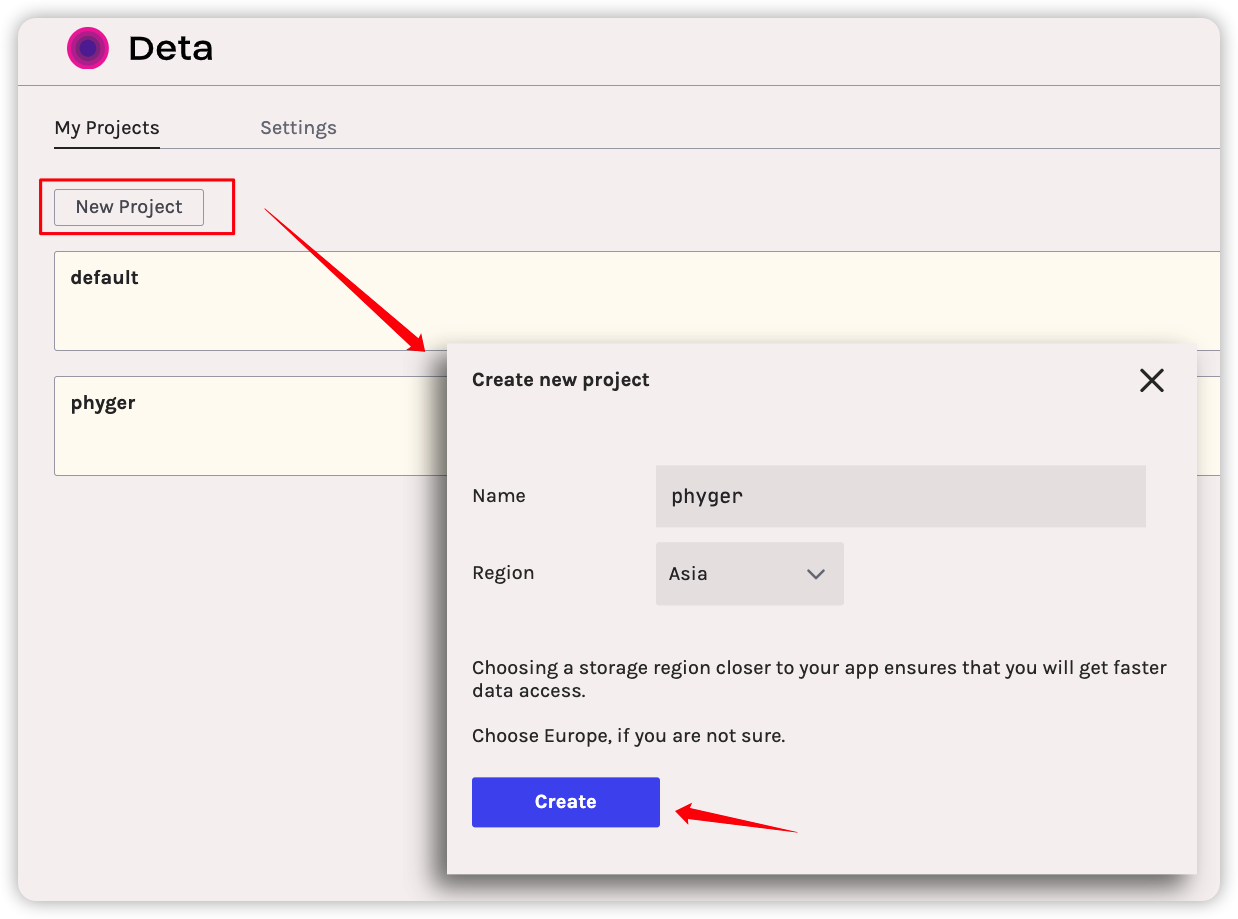 Deta
My Projects
Settings
New Project
default
phyger
Create new project
Name
phyger
Region
Asia
Choosing a storage region closer to your app ensures that you will get faster
data access.
Choose Europe, if you are not sure.
Create